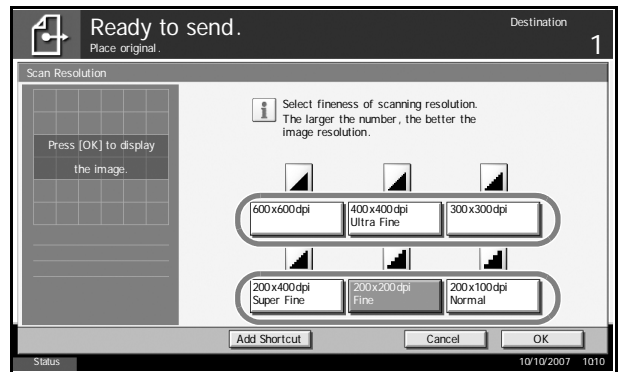 Ready to send.
Destination
Place original.
1
Scan Resolution
Press [OK] to display
the image.
i
Select fineness of scanning resolution.
The larger the number, the better the
image resolution.
600x600dpi
400x400dpi
Ultra Fine
300x300dpi
200x400dpi
Super Fine
200x200dpi
Fine
200x100dpi
Normal
Add Shortcut
Cancel
OK
Status
10/10/2007 10:10